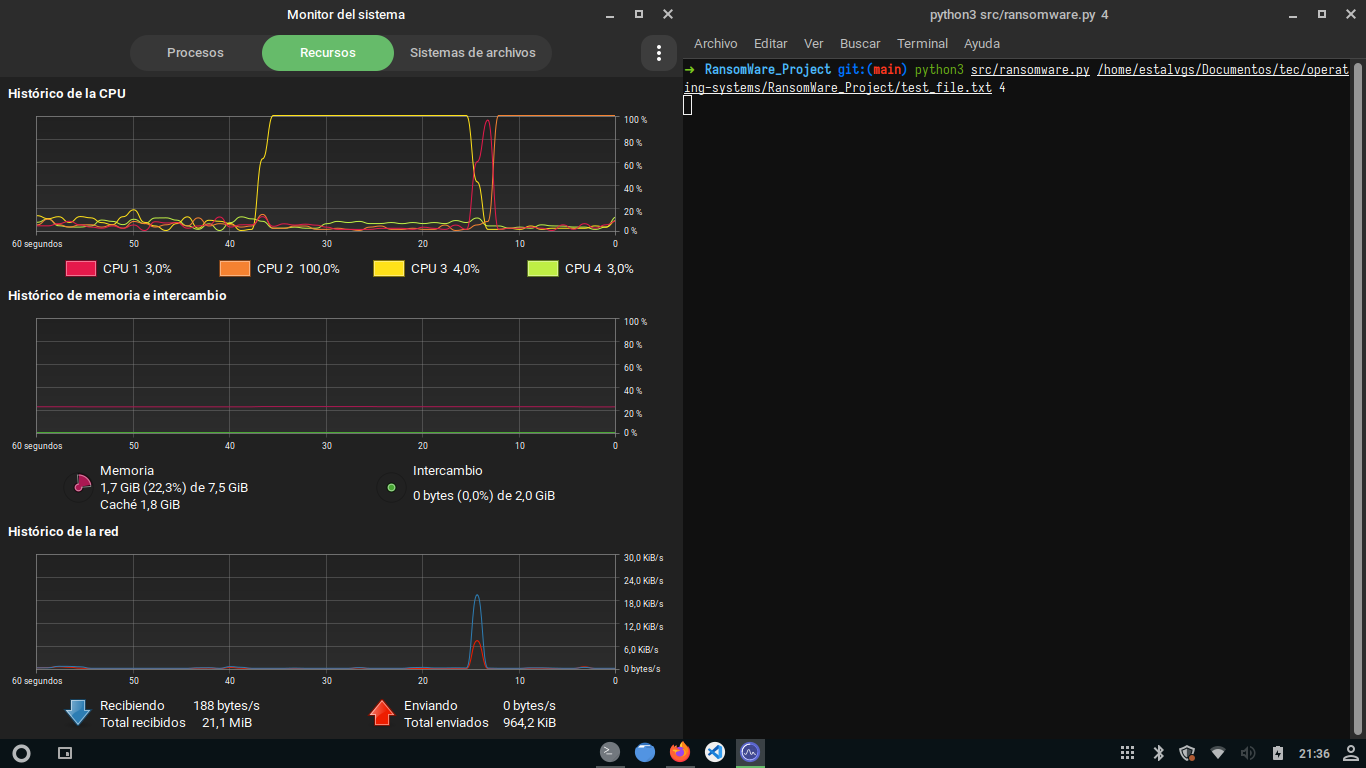 Monitor del sistema
Procesos
Recursos
Sistemas de archivos
Histórico de la CPU
100 %
80 %
60 %
40 %
20 %
0 %
60 segundos 50 40 30 20 10 0
CPU 1 3,0% CPU 2 100,0% CPU 3 4,0% CPU 4 3,0%
Histórico de memoria e intercambio
100 %
80 %
60 %
40 %
20 %
0 %
60 segundos 50 40 30 20 10 0
Memoria
1,7 GiB (22,3%) de 7,5 GiB
Caché 1,8 GiB
Intercambio
0 bytes (0,0%) de 2,0 GiB
Histórico de la red
30,0 KiB/s
24,0 KiB/s
18,0 KiB/s
12,0 KiB/s
6,0 KiB/s
0 bytes/s
60 segundos 50 40 30 20 10 0
Recibiendo 188 bytes/s
Total recibidos 21,1 MiB
Enviando 0 bytes/s
Total enviados 964,2 KiB
python3 src/ransomware.py 4
Archivo Editar Ver Buscar Terminal Ayuda
➜ RansomWare_Project git:(main) python3 src/ransomware.py /home/estalvgs/Documentos/tec/operat
ing-systems/RansomWare_Project/test_file.txt 4
21:36